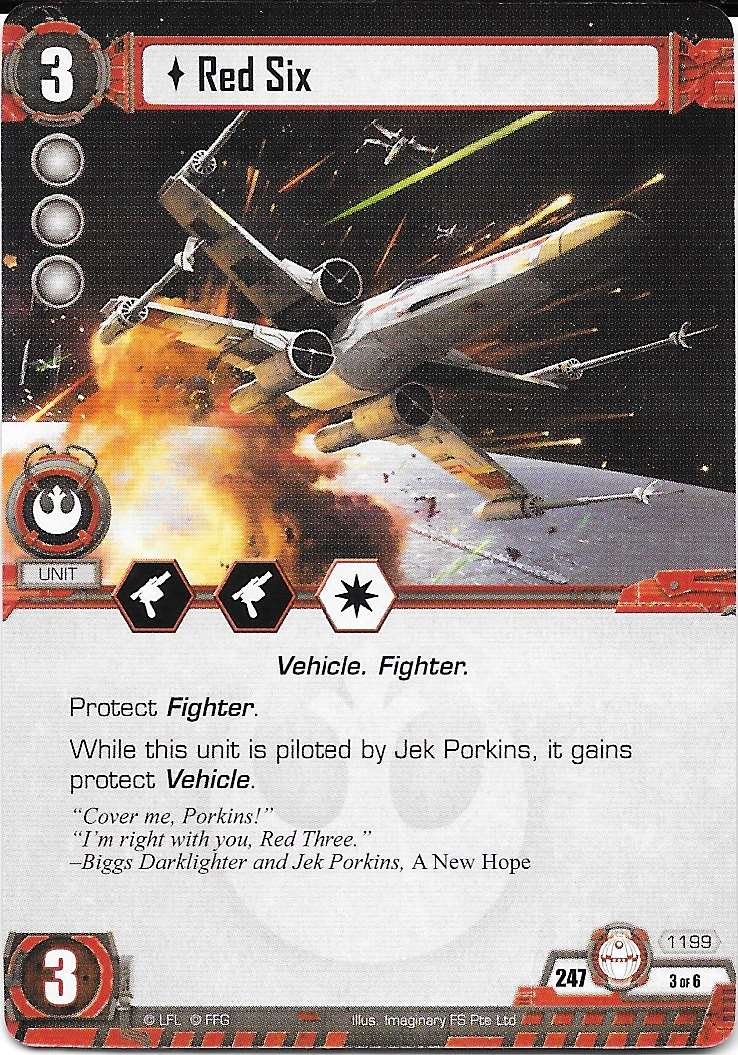 3
Red Six
UNIT
Vehicle. Fighter.
Protect Fighter.
While this unit is piloted by Jek Porkins, it gains
protect Vehicle.
“Cover me, Porkins!”
“I’m right with you, Red Three.”
–Biggs Darklighter and Jek Porkins, A New Hope
3
1199
247
3 OF 6
© LFL © FFG
Illus. Imaginary FS Pte Ltd